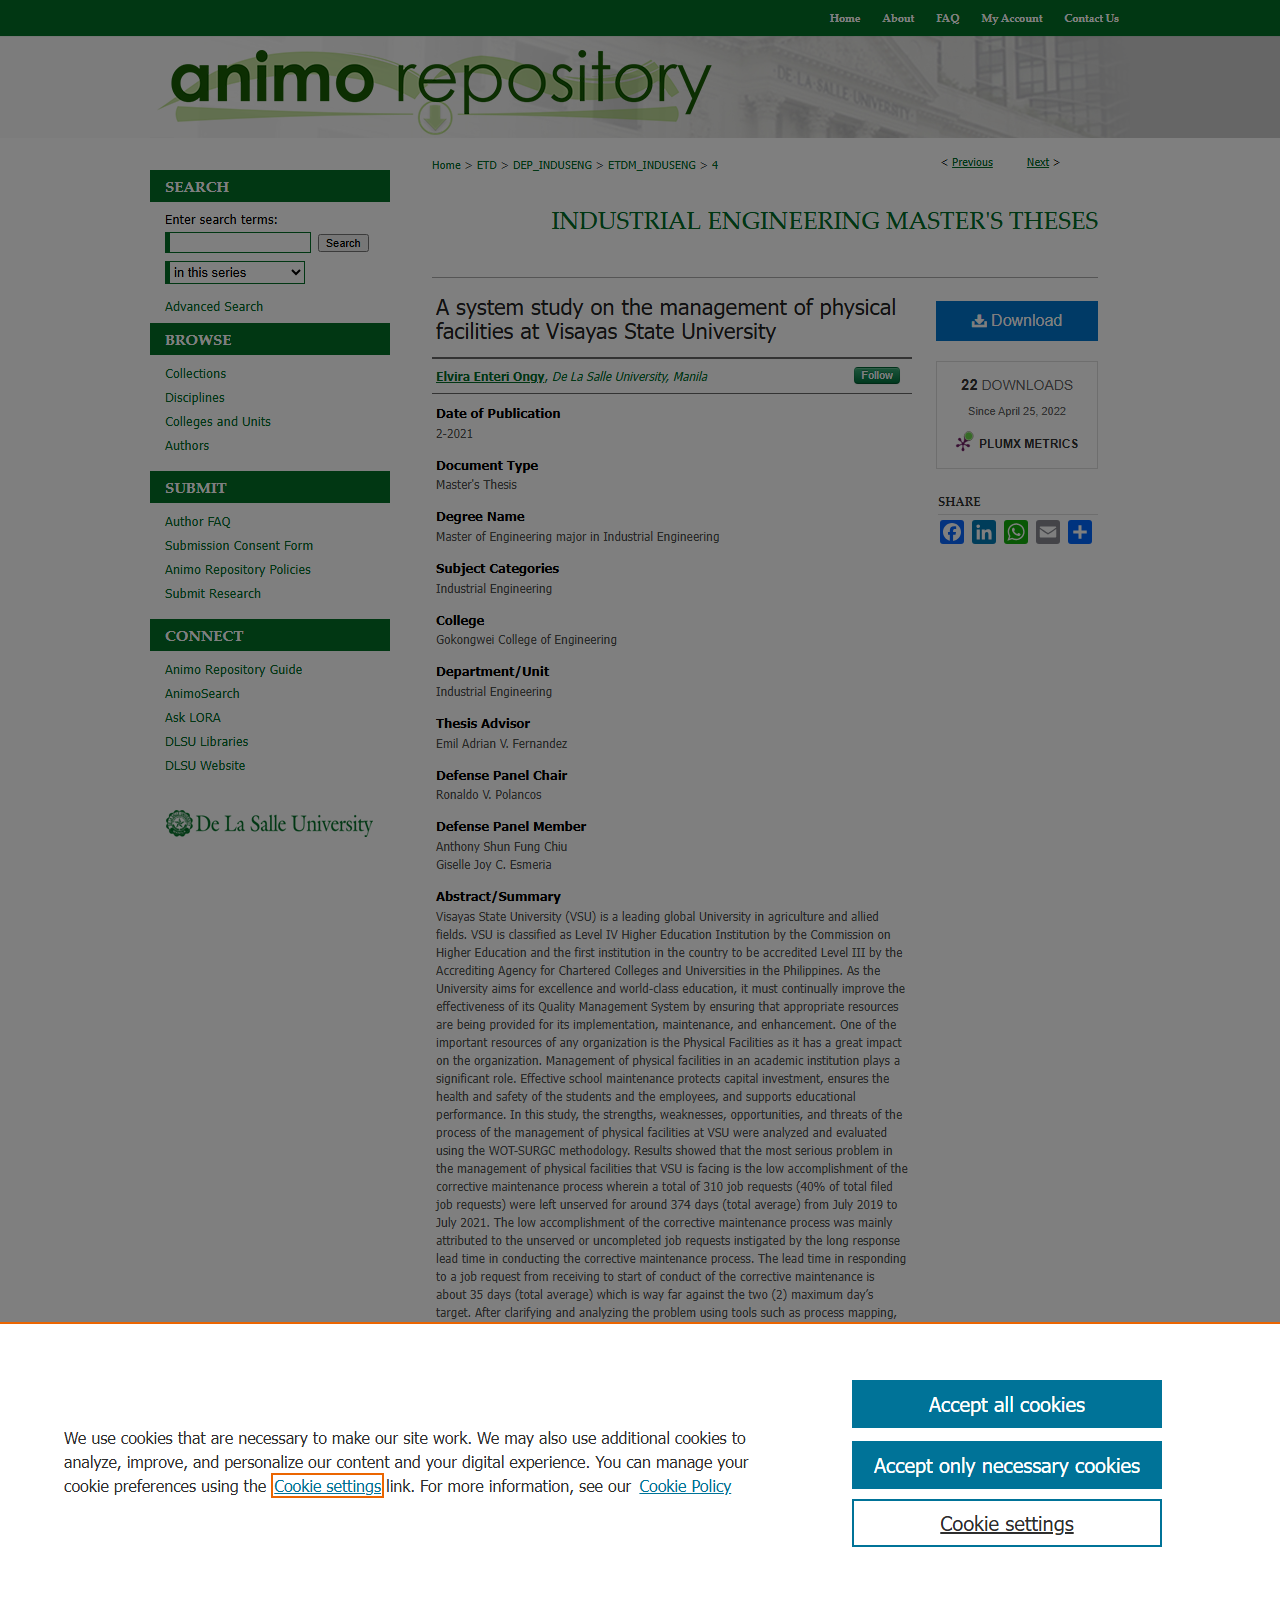 Home About FAQ My Account Contact Us
animo repository
DE LA SALLE UNIVERSITY
Home > ETD > DEP_INDUSENG > ETDM_INDUSENG > 4
< Previous Next >
SEARCH
Enter search terms:
Search
in this series
Advanced Search
BROWSE
Collections
Disciplines
Colleges and Units
Authors
SUBMIT
Author FAQ
Submission Consent Form
Animo Repository Policies
Submit Research
CONNECT
Animo Repository Guide
AnimoSearch
Ask LORA
DLSU Libraries
DLSU Website
De La Salle University
INDUSTRIAL ENGINEERING MASTER'S THESES
A system study on the management of physical
facilities at Visayas State University
Elvira Enteri Ongy, De La Salle University, Manila
Follow
Date of Publication
2-2021
Document Type
Master's Thesis
Degree Name
Master of Engineering major in Industrial Engineering
Subject Categories
Industrial Engineering
College
Gokongwei College of Engineering
Department/Unit
Industrial Engineering
Thesis Advisor
Emil Adrian V. Fernandez
Defense Panel Chair
Ronaldo V. Polancos
Defense Panel Member
Anthony Shun Fung Chiu
Giselle Joy C. Esmeria
Abstract/Summary
Visayas State University (VSU) is a leading global University in agriculture and allied
fields. VSU is classified as Level IV Higher Education Institution by the Commission on
Higher Education and the first institution in the country to be accredited Level III by the
Accrediting Agency for Chartered Colleges and Universities in the Philippines. As the
University aims for excellence and world-class education, it must continually improve the
effectiveness of its Quality Management System by ensuring that appropriate resources
are being provided for its implementation, maintenance, and enhancement. One of the
important resources of any organization is the Physical Facilities as it has a great impact
on the organization. Management of physical facilities in an academic institution plays a
significant role. Effective school maintenance protects capital investment, ensures the
health and safety of the students and the employees, and supports educational
performance. In this study, the strengths, weaknesses, opportunities, and threats of the
process of the management of physical facilities at VSU were analyzed and evaluated
using the WOT-SURGC methodology. Results showed that the most serious problem in
the management of physical facilities that VSU is facing is the low accomplishment of the
corrective maintenance process wherein a total of 310 job requests (40% of total filed
job requests) were left unserved for around 374 days (total average) from July 2019 to
July 2021. The low accomplishment of the corrective maintenance process was mainly
attributed to the unserved or uncompleted job requests instigated by the long response
lead time in conducting the corrective maintenance process. The lead time in responding
to a job request from receiving to start of conduct of the corrective maintenance is
about 35 days (total average) which is way far against the two (2) maximum day's
target. After clarifying and analyzing the problem using tools such as process mapping,
Download
22 DOWNLOADS
Since April 25, 2022
PLUMX METRICS
SHARE
We use cookies that are necessary to make our site work. We may also use additional cookies to
analyze, improve, and personalize our content and your digital experience. You can manage your
cookie preferences using the Cookie settings link. For more information, see our Cookie Policy
Accept all cookies
Accept only necessary cookies
Cookie settings